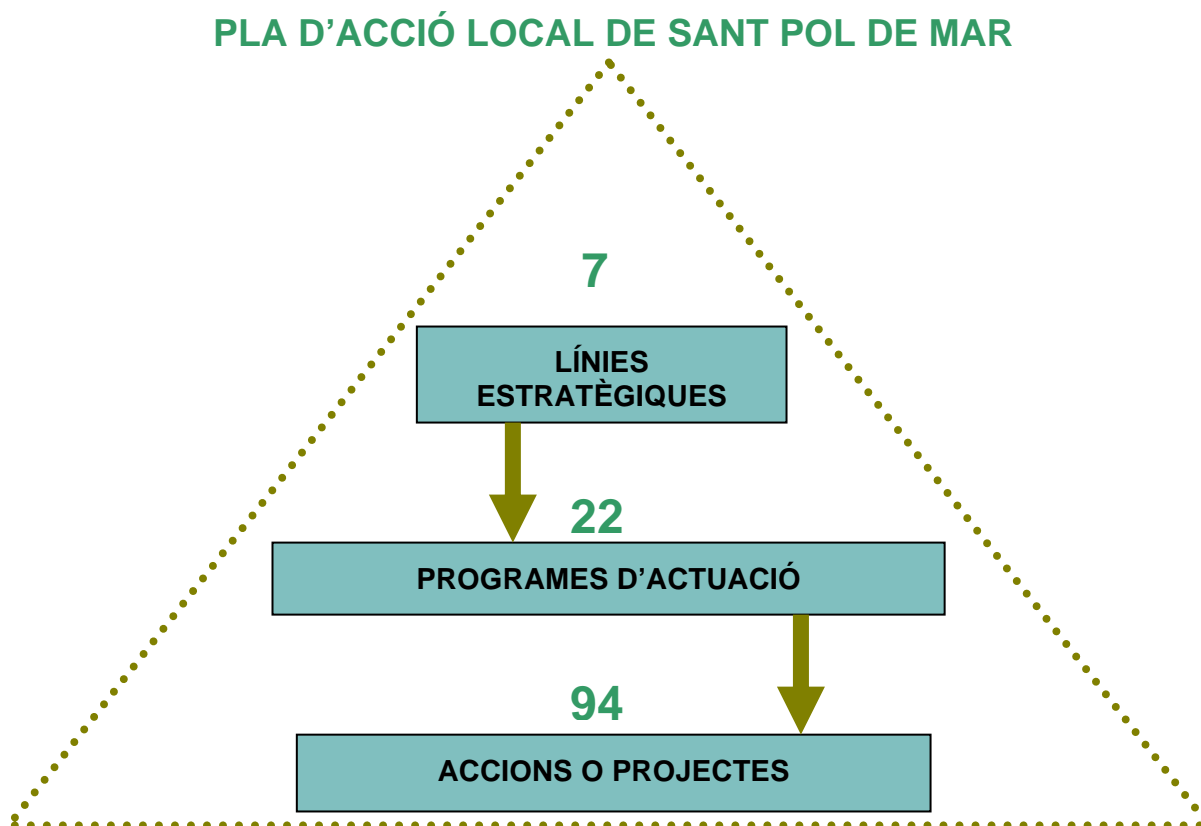 PLA D'ACCIÓ LOCAL DE SANT POL DE MAR
7
LÍNIES
ESTRATÈGIQUES
22
PROGRAMES D'ACTUACIÓ
94
ACCIONS O PROJECTES